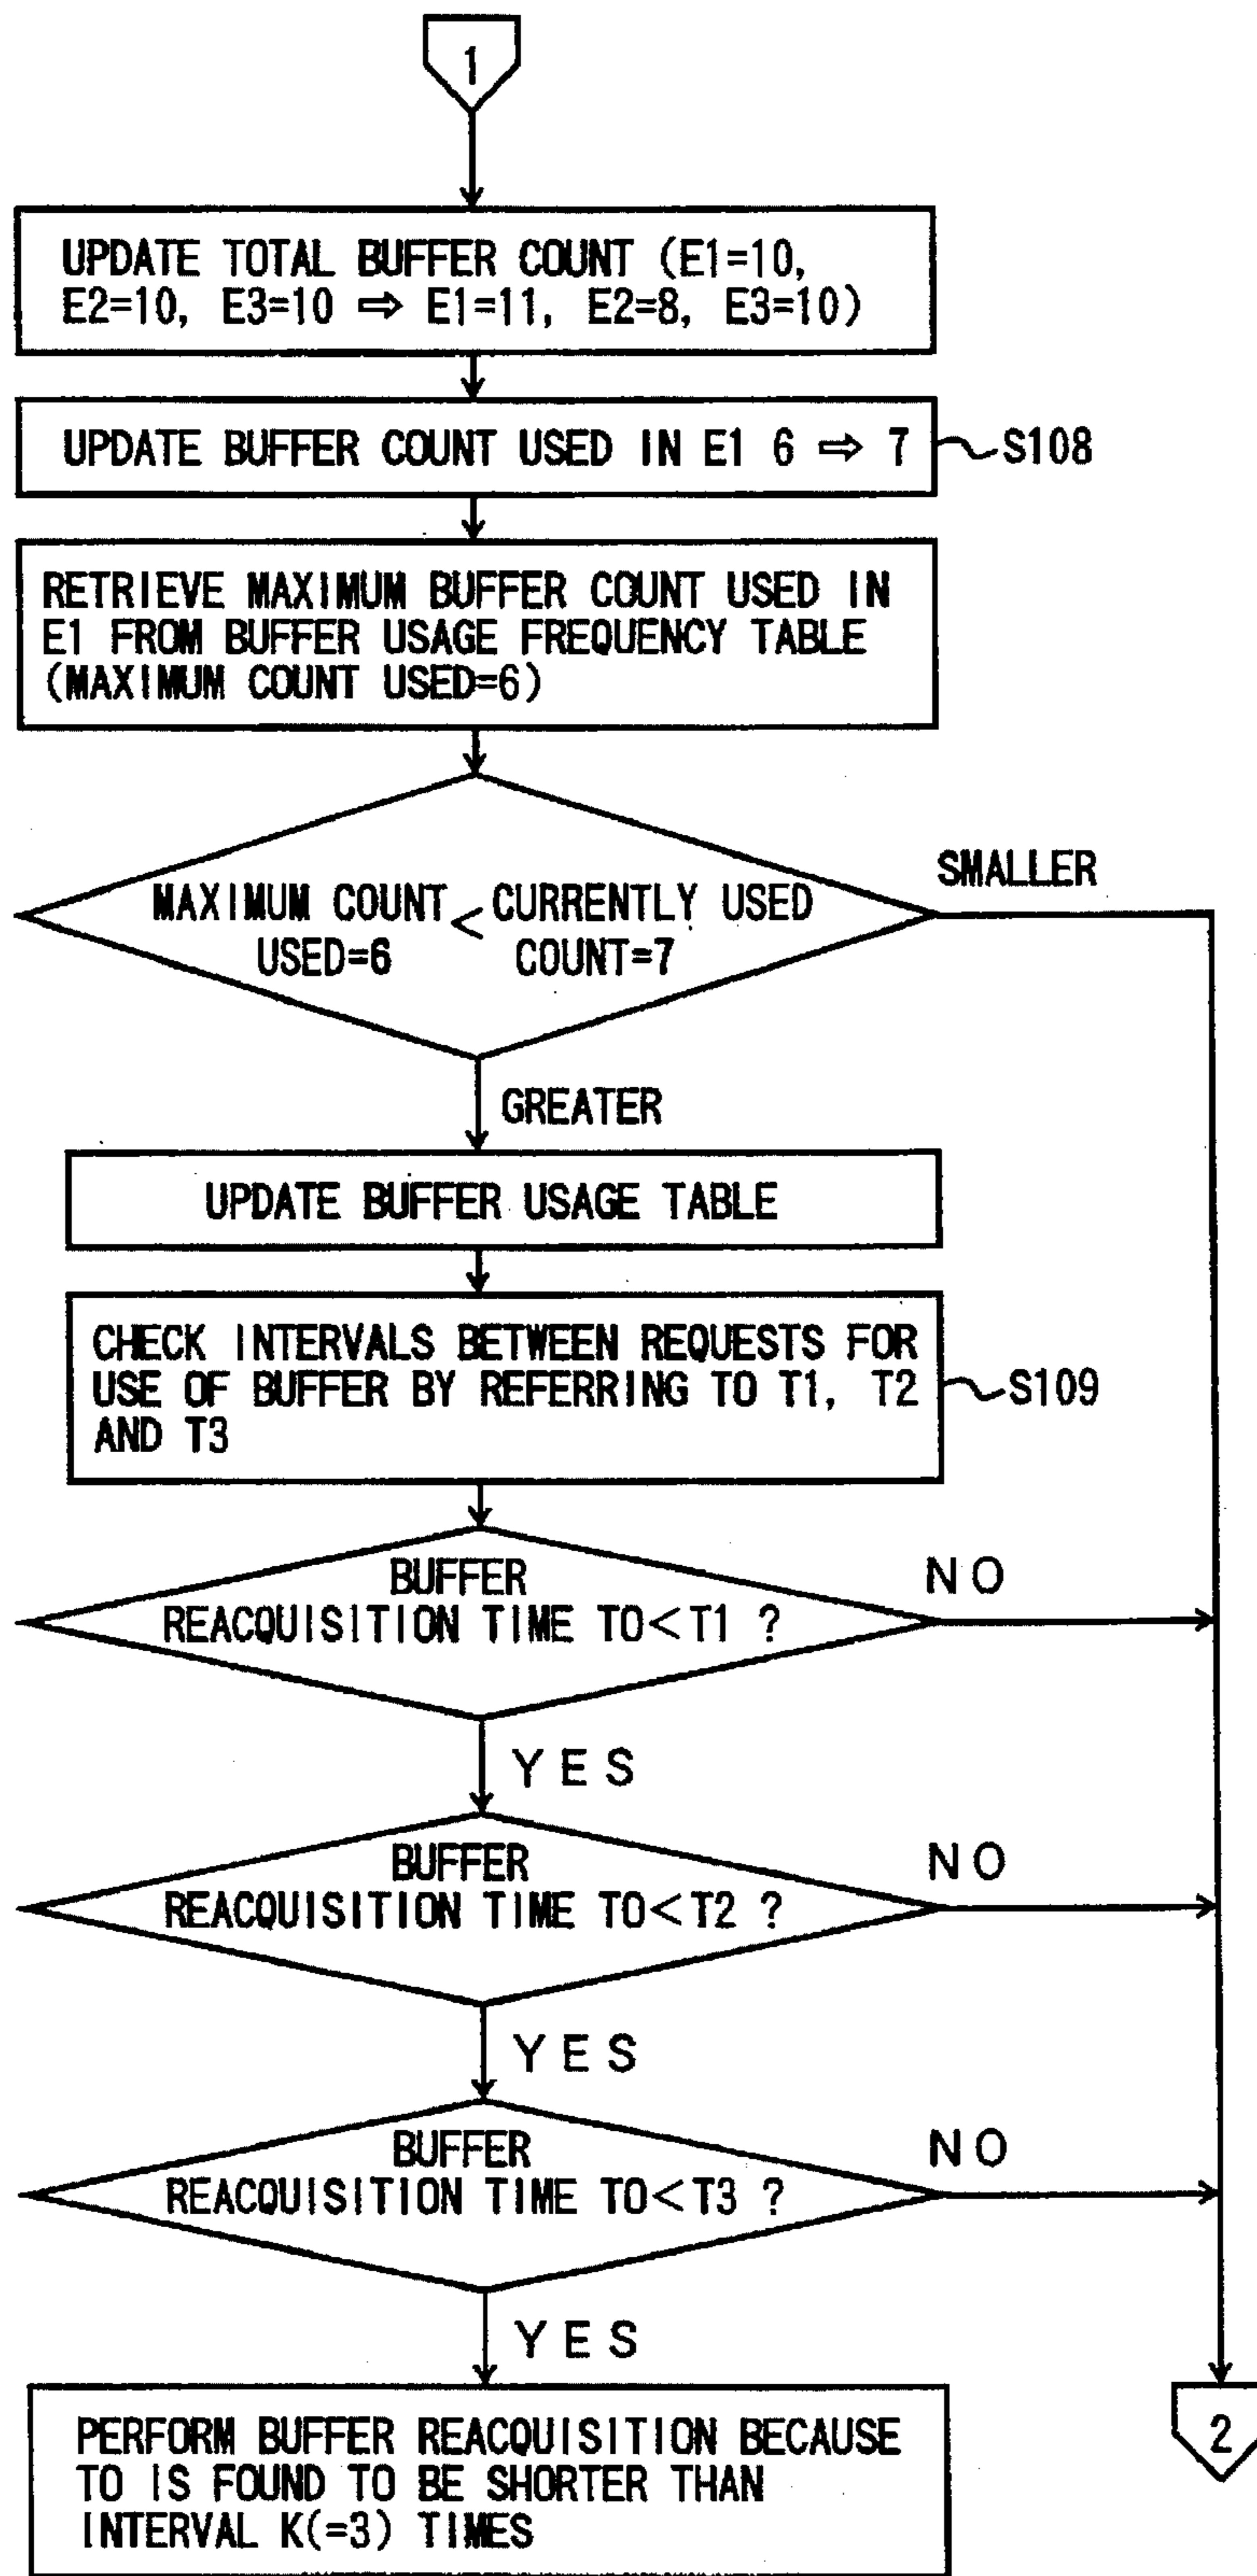 1
UPDATE TOTAL BUFFER COUNT (E1=10,
E2=10, E3=10 ⇨ E1=11, E2=8, E3=10)
UPDATE BUFFER COUNT USED IN E1 6 ⇨ 7
S108
RETRIEVE MAXIMUM BUFFER COUNT USED IN
E1 FROM BUFFER USAGE FREQUENCY TABLE
(MAXIMUM COUNT USED=6)
SMALLER
MAXIMUM COUNT < CURRENTLY USED
USED=6 COUNT=7
GREATER
UPDATE BUFFER USAGE TABLE
CHECK INTERVALS BETWEEN REQUESTS FOR
USE OF BUFFER BY REFERRING TO T1, T2
AND T3
S109
BUFFER
REACQUISITION TIME T0<T1 ?
NO
YES
BUFFER
REACQUISITION TIME T0<T2 ?
NO
YES
BUFFER
REACQUISITION TIME T0<T3 ?
NO
YES
PERFORM BUFFER REACQUISITION BECAUSE
T0 IS FOUND TO BE SHORTER THAN
INTERVAL K(=3) TIMES
2